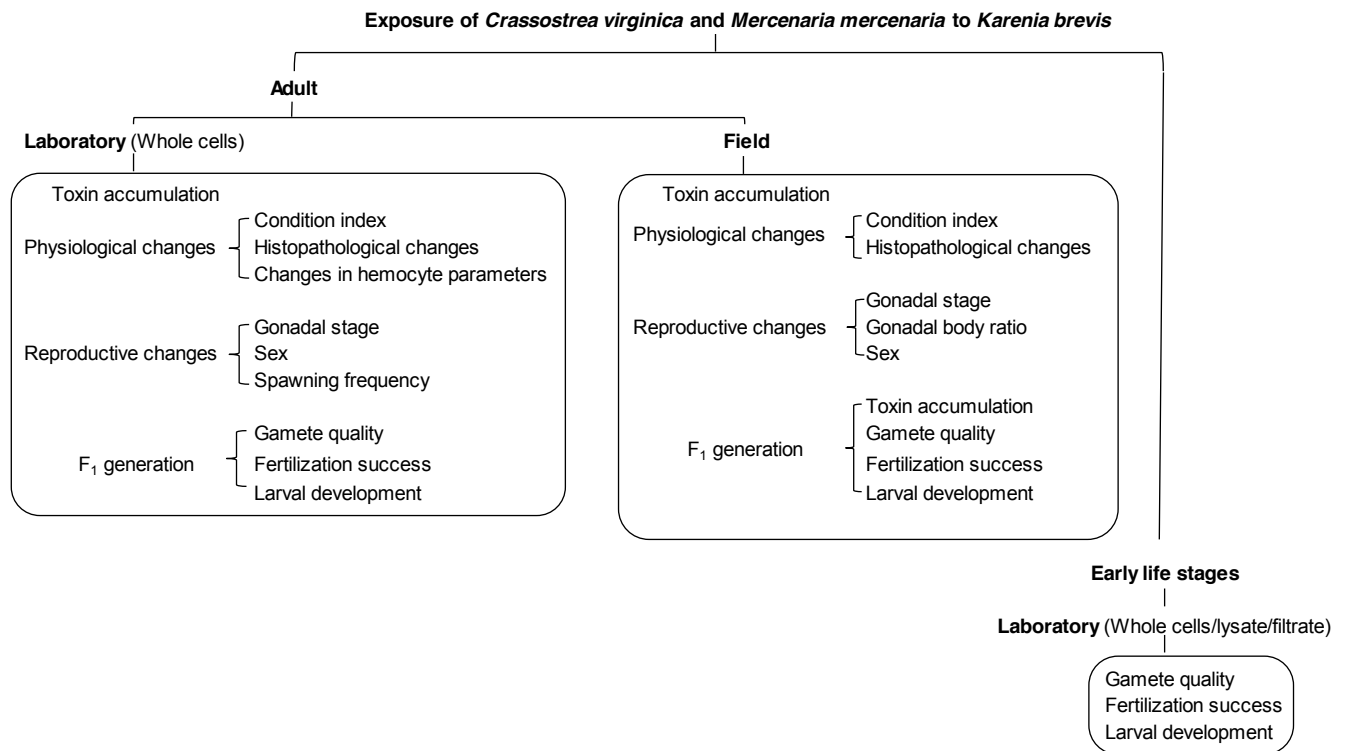 Exposure of Crassostrea virginica and Mercenaria mercenaria to Karenia brevis
Adult
Laboratory (Whole cells)
Toxin accumulation
Physiological changes
Condition index
Histopathological changes
Changes in hemocyte parameters
Reproductive changes
Gonadal stage
Sex
Spawning frequency
F₁ generation
Gamete quality
Fertilization success
Larval development
Field
Toxin accumulation
Physiological changes
Condition index
Histopathological changes
Reproductive changes
Gonadal stage
Gonadal body ratio
Sex
F₁ generation
Toxin accumulation
Gamete quality
Fertilization success
Larval development
Early life stages
Laboratory (Whole cells/lysate/filtrate)
Gamete quality
Fertilization success
Larval development